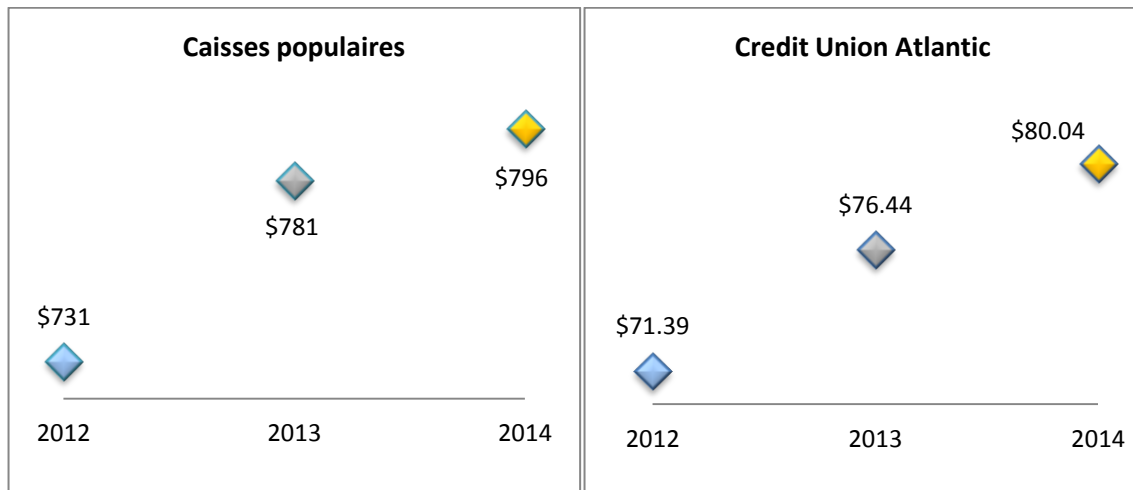 Caisses populaires
$796
$781
$731
2012 2013 2014
Credit Union Atlantic
$80.04
$76.44
$71.39
2012 2013 2014